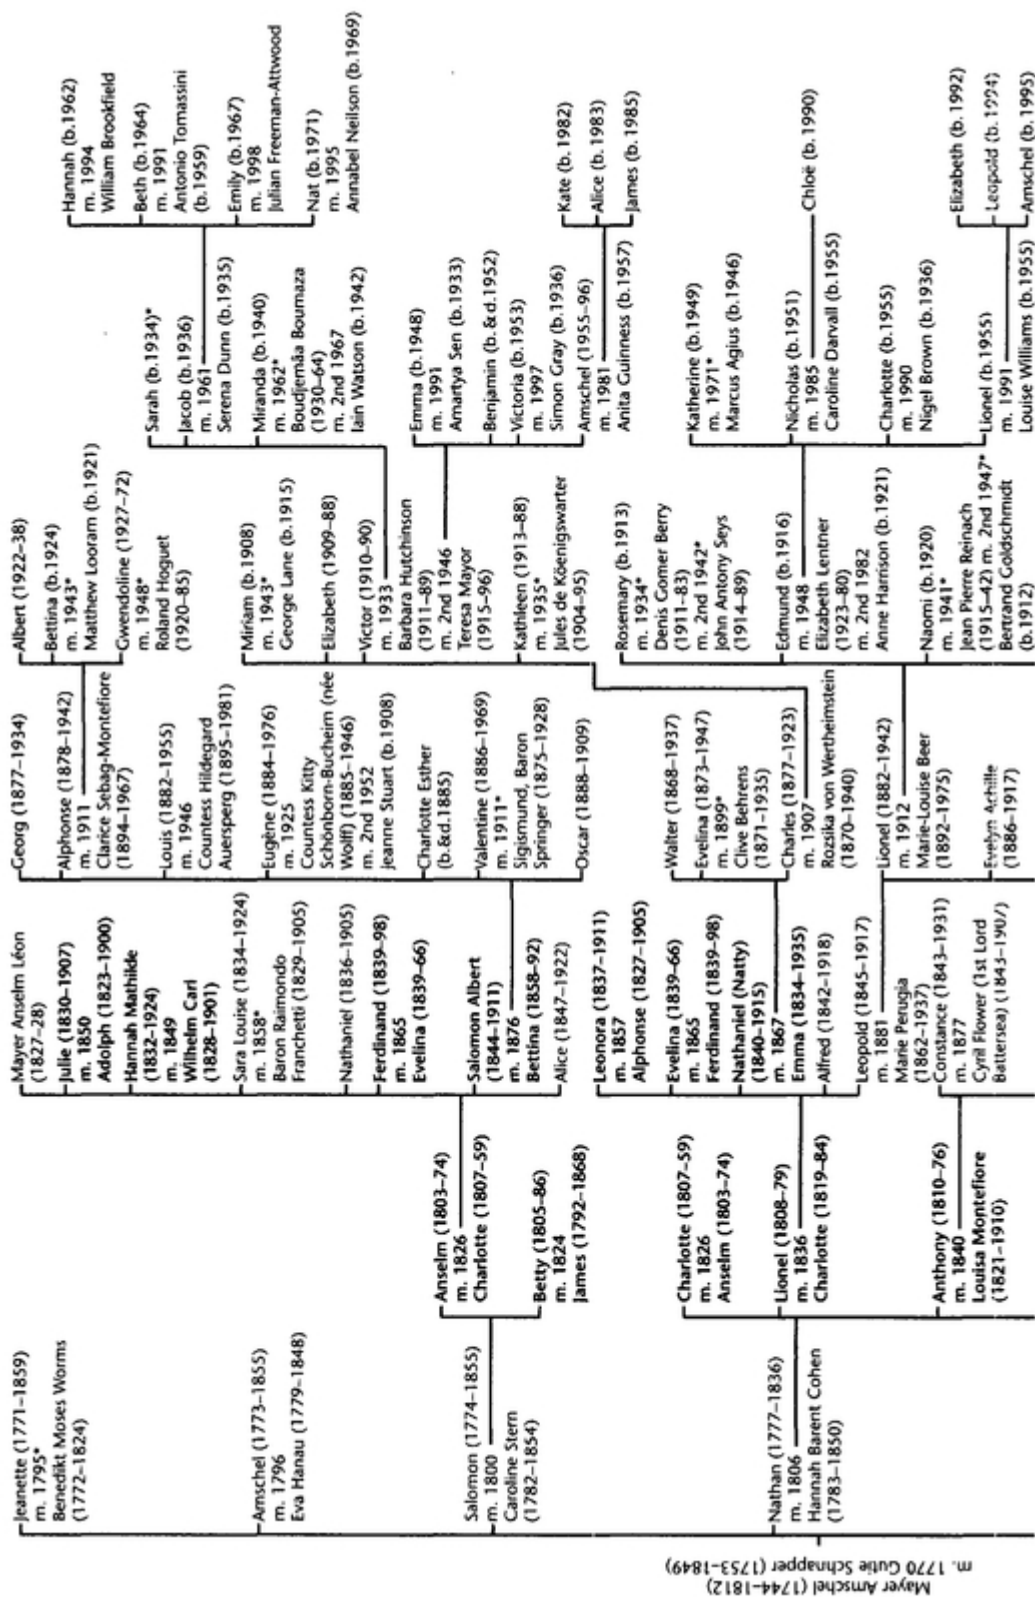 Mayer Amschel (1744–1812)
m. 1770 Gutle Schnapper (1753–1849)
Jeanette (1771–1859)
m. 1795*
Benedikt Moses Worms
(1772–1824)
Amschel (1773–1855)
m. 1796
Eva Hanau (1779–1848)
Salomon (1774–1855)
m. 1800
Caroline Stern
(1782–1854)
Nathan (1777–1836)
m. 1806
Hannah Barent Cohen
(1783–1850)
Anselm (1803–74)
m. 1826
Charlotte (1807–59)
Betty (1805–86)
m. 1824
James (1792–1868)
Charlotte (1807–59)
m. 1826
Anselm (1803–74)
Lionel (1808–79)
m. 1836
Charlotte (1819–84)
Anthony (1810–76)
m. 1840
Louisa Montefiore
(1821–1910)
Mayer Anselm Léon
(1827–28)
Julie (1830–1907)
m. 1850
Adolph (1823–1900)
Hannah Mathilde
(1832–1924)
m. 1849
Wilhelm Carl
(1828–1901)
Sara Louise (1834–1924)
m. 1858*
Baron Raimondo
Franchetti (1829–1905)
Nathaniel (1836–1905)
Ferdinand (1839–98)
m. 1865
Evelina (1839–66)
Salomon Albert
(1844–1911)
m. 1876
Bettina (1858–92)
Alice (1847–1922)
Leonora (1837–1911)
m. 1857
Alphonse (1827–1905)
Evelina (1839–66)
m. 1865
Ferdinand (1839–98)
Nathaniel (Natty)
(1840–1915)
m. 1867
Emma (1834–1935)
Alfred (1842–1918)
Leopold (1845–1917)
m. 1881
Marie Perugia
(1862–1937)
Constance (1843–1931)
m. 1877
Cyril Flower (1st Lord
Battersea) (1843–1907)
Georg (1877–1934)
Alphonse (1878–1942)
m. 1911
Clarice Sebag-Montefiore
(1894–1967)
Louis (1882–1955)
m. 1946
Countess Hildegard
Auersperg (1895–1981)
Eugène (1884–1976)
m. 1925
Countess Kitty
Schönborn-Bucheim (née
Wolff) (1885–1946)
m. 2nd 1952
Jeanne Stuart (b.1908)
Charlotte Esther
(b.&d.1885)
Valentine (1886–1969)
m. 1911*
Sigismund, Baron
Springer (1875–1928)
Oscar (1888–1909)
Walter (1868–1937)
Evelina (1873–1947)
m. 1899*
Clive Behrens
(1871–1935)
Charles (1877–1923)
m. 1907
Rozsika von Wertheimstein
(1870–1940)
Lionel (1882–1942)
m. 1912
Marie-Louise Beer
(1892–1975)
Evelyn Achille
(1886–1917)
Albert (1922–38)
Bettina (b.1924)
m. 1943*
Matthew Looram (b.1921)
Gwendoline (1927–72)
m. 1948*
Roland Hoguet
(1920–85)
Miriam (b.1908)
m. 1943*
George Lane (b.1915)
Elizabeth (1909–88)
Victor (1910–90)
m. 1933
Barbara Hutchinson
(1911–89)
m. 2nd 1946
Teresa Mayor
(1915–96)
Kathleen (1913–88)
m. 1935*
Jules de Köenigswarter
(1904–95)
Rosemary (b.1913)
m. 1934*
Denis Gomer Berry
(1911–83)
m. 2nd 1942*
John Antony Seys
(1914–89)
Edmund (b.1916)
m. 1948
Elizabeth Lentner
(1923–80)
m. 2nd 1982
Anne Harrison (b.1921)
Naomi (b.1920)
m. 1941*
Jean Pierre Reinach
(1915–42) m. 2nd 1947*
Bertrand Goldschmidt
(b.1912)
Sarah (b.1934)*
Jacob (b.1936)
m. 1961
Serena Dunn (b.1935)
Miranda (b.1940)
m. 1962*
Boudjemâa Boumaza
(1930–64)
m. 2nd 1967
Iain Watson (b.1942)
Emma (b.1948)
m. 1991
Amartya Sen (b.1933)
Benjamin (b.&d.1952)
Victoria (b.1953)
m. 1997
Simon Gray (b.1936)
Amschel (1955–96)
m. 1981
Anita Guinness (b.1957)
Katherine (b.1949)
m. 1971*
Marcus Agius (b.1946)
Nicholas (b.1951)
m. 1985
Caroline Darvall (b.1955)
Charlotte (b.1955)
m. 1990
Nigel Brown (b.1936)
Lionel (b.1955)
m. 1991
Louise Williams (b.1955)
Hannah (b.1962)
m. 1994
William Brookfield
Beth (b.1964)
m. 1991
Antonio Tomassini
(b.1959)
Emily (b.1967)
m. 1998
Julian Freeman-Attwood
Nat (b.1971)
m. 1995
Annabel Neilson (b.1969)
Kate (b.1982)
Alice (b.1983)
James (b.1985)
Chloë (b.1990)
Elizabeth (b.1992)
Leopold (b.1994)
Amschel (b.1995)